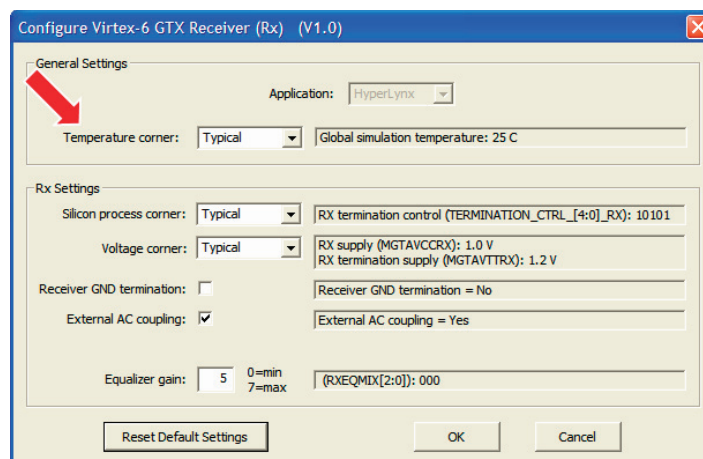 Configure Virtex-6 GTX Receiver (Rx) (V1.0)
General Settings
Application: HyperLynx
Temperature corner: Typical Global simulation temperature: 25 C
Rx Settings
Silicon process corner: Typical RX termination control (TERMINATION_CTRL_[4:0]_RX): 10101
Voltage corner: Typical RX supply (MGTAVCCRX): 1.0 V
RX termination supply (MGTAVTTRX): 1.2 V
Receiver GND termination: Receiver GND termination = No
External AC coupling: External AC coupling = Yes
Equalizer gain: 5 0=min
7=max
(RXEQMIX[2:0]): 000
Reset Default Settings OK Cancel